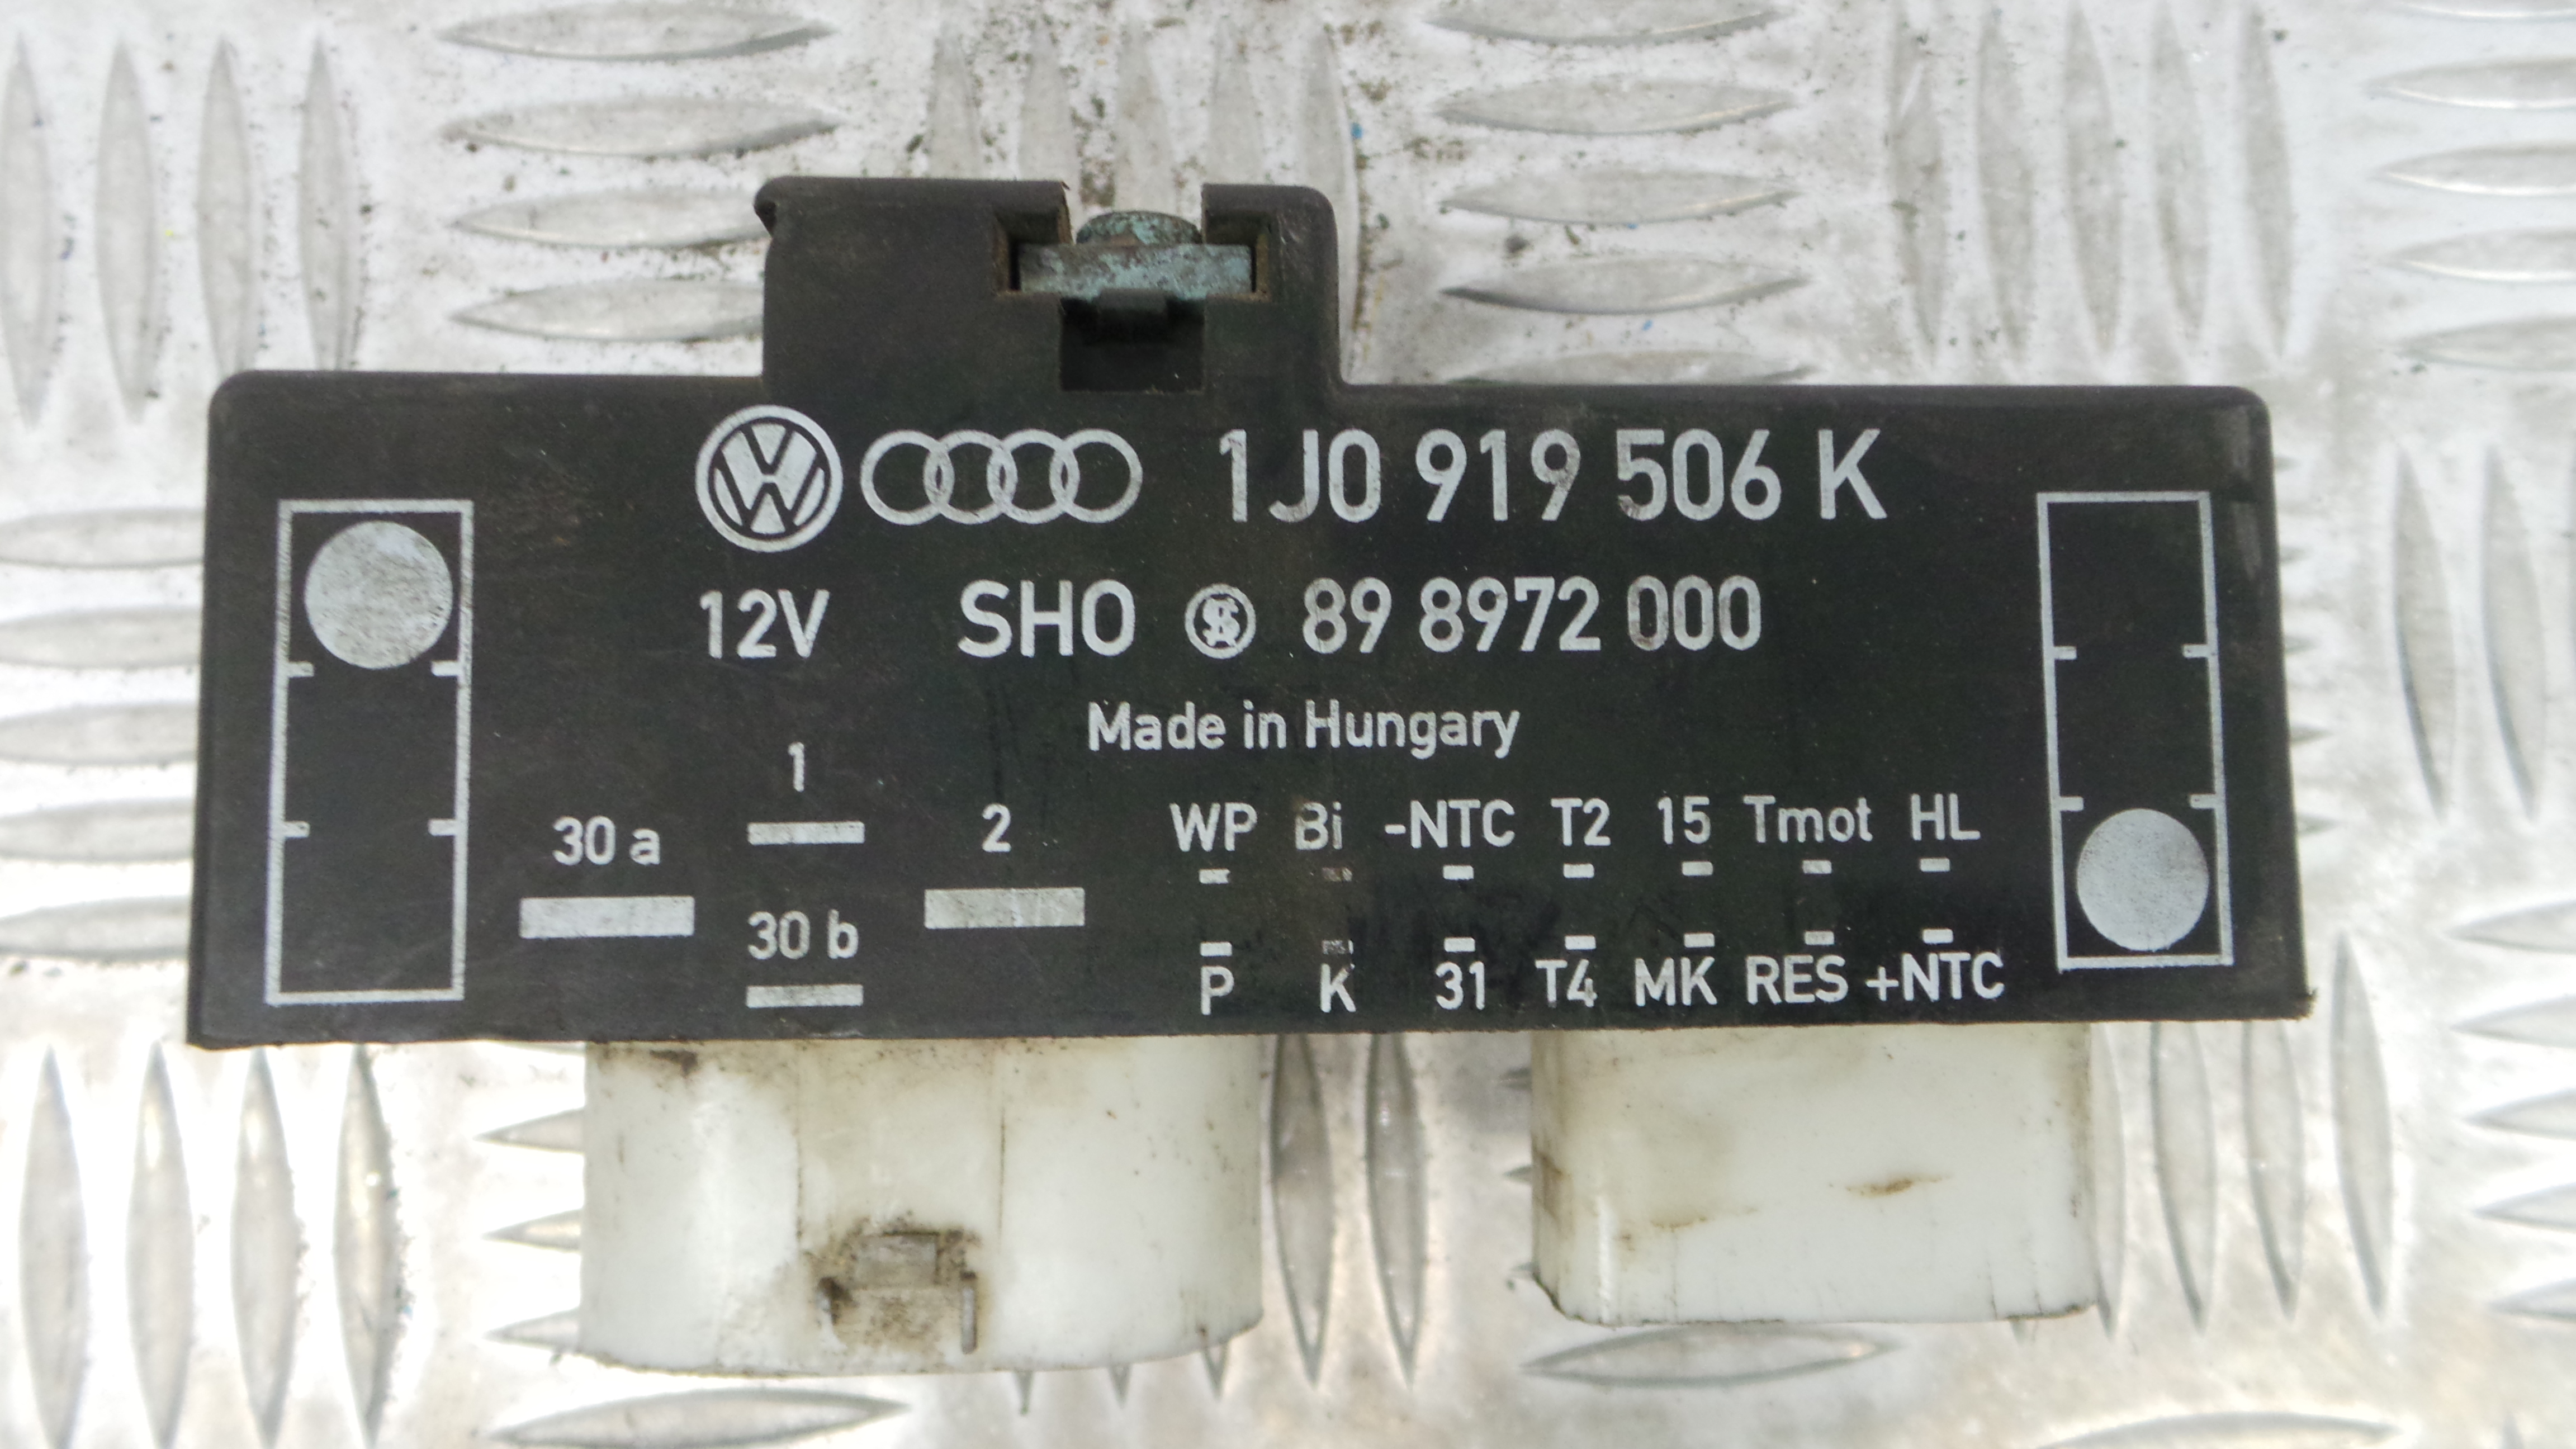 1J0 919 506 K
12V SHO 89 8972 000
Made in Hungary
1
30 a 2 WP Bi -NTC T2 15 Tmot HL
30 b
P K 31 T4 MK RES +NTC